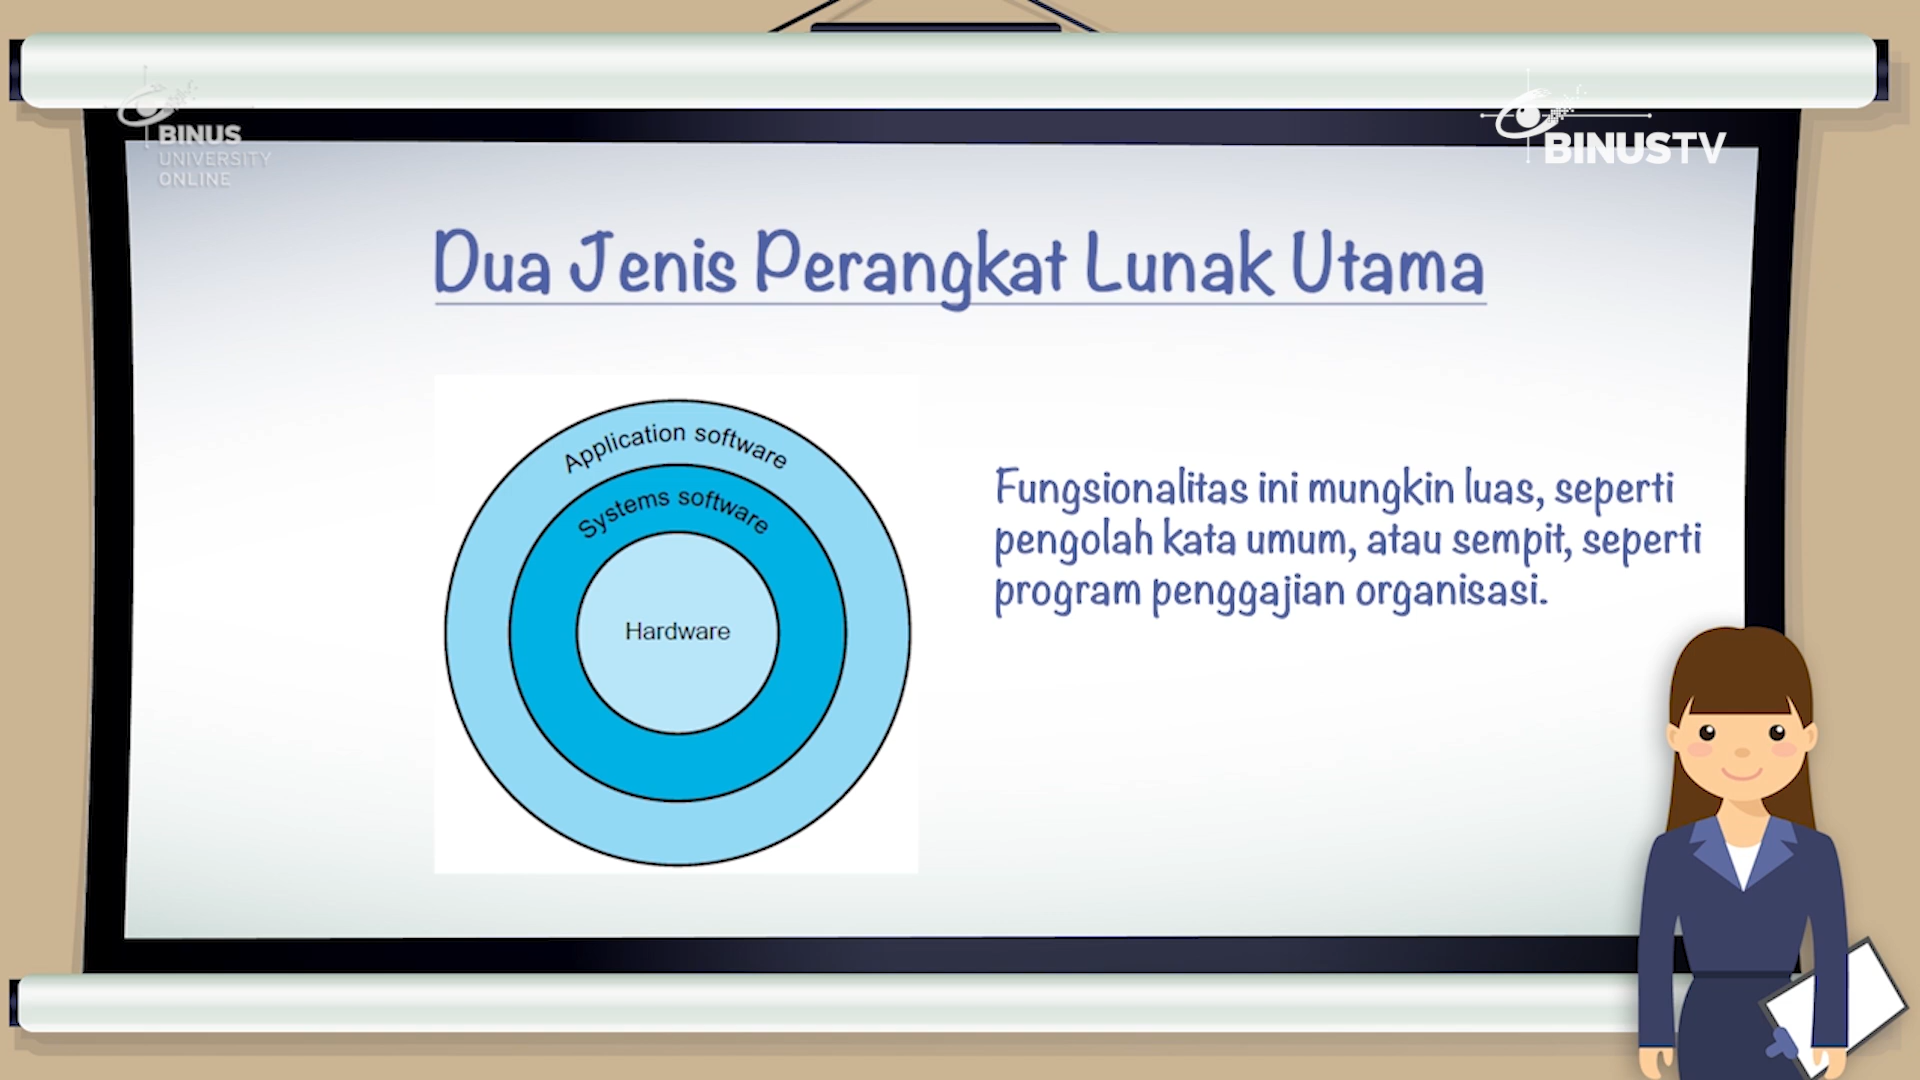 BINUS
UNIVERSITY
ONLINE
BINUSTV
Dua Jenis Perangkat Lunak Utama
Application software
Systems software
Hardware
Fungsionalitas ini mungkin luas, seperti
pengolah kata umum, atau sempit, seperti
program penggajian organisasi.